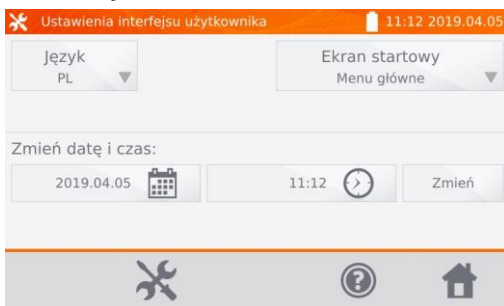 Ustawienia interfejsu użytkownika 11:12 2019.04.05
Język Ekran startowy
PL Menu główne
Zmień datę i czas:
2019.04.05 11:12 Zmień